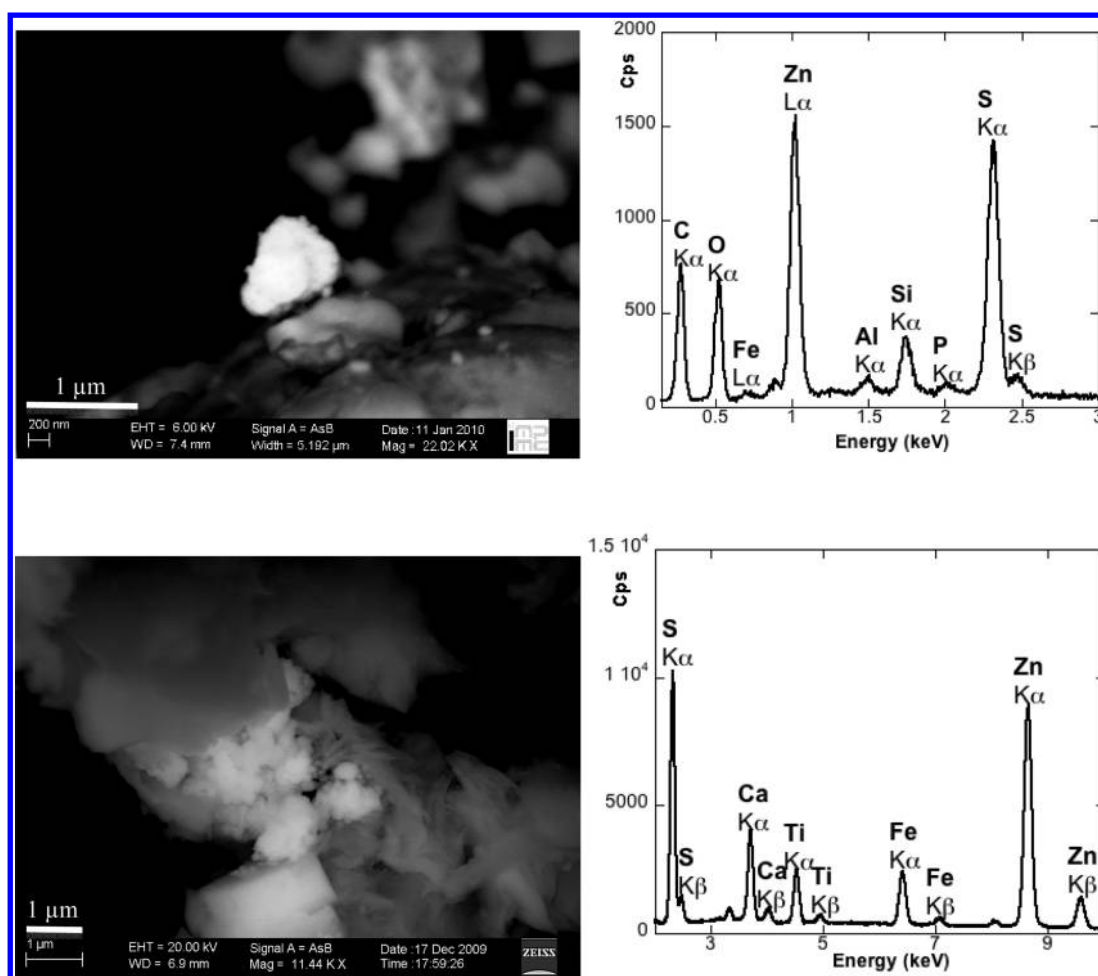 1 µm
200 nm
EHT = 6.00 kV
WD = 7.4 mm
Signal A = AsB
Width = 5.192 µm
Date :11 Jan 2010
Mag = 22.02 K X
2000
1500
1000
500
0
Cps
C
Kα
O
Kα
Fe
Lα
Zn
Lα
Al
Kα
Si
Kα
P
Kα
S
Kα
S
Kβ
0.5
1
1.5
2
2.5
3
Energy (keV)
1 µm
1 µm
EHT = 20.00 kV
WD = 6.9 mm
Signal A = AsB
Mag = 11.44 K X
Date :17 Dec 2009
Time :17:59:26
ZEISS
1.5 10⁴
1 10⁴
5000
0
Cps
S
Kα
S
Kβ
Ca
Kα
Ca
Kβ
Ti
Kα
Ti
Kβ
Fe
Kα
Fe
Kβ
Zn
Kα
Zn
Kβ
3
5
7
9
Energy (keV)